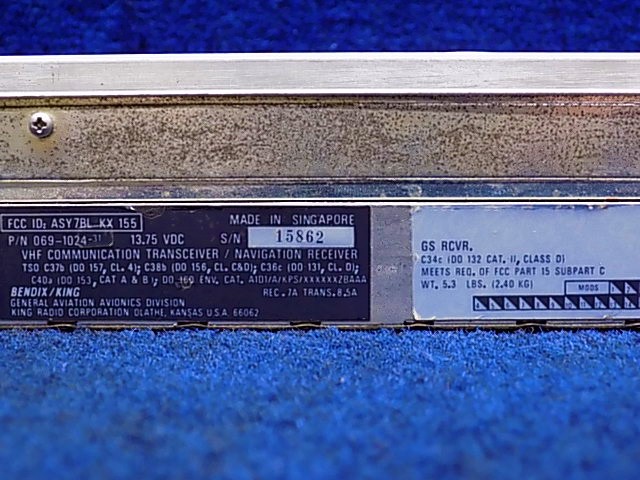 FCC ID: ASY7BL KX 155
MADE IN SINGAPORE
P/N 069-1024-11 13.75 VDC S/N 15862
VHF COMMUNICATION TRANSCEIVER / NAVIGATION RECEIVER
TSO C37b (DO 157, CL. 4); C38b (DO 156, CL. C&D); C36c (DO 131, CL. D);
C40a (DO 153, CAT A & B); DO 160 ENV. CAT. A1D1/A/KPS/XXXXXXZBAAA
BENDIX/KING REC .7A TRANS. 8.5A
GENERAL AVIATION AVIONICS DIVISION
KING RADIO CORPORATION OLATHE, KANSAS U.S.A. 66062
GS RCVR.
C34c (DO 132 CAT. II, CLASS D)
MEETS REQ. OF FCC PART 15 SUBPART C
WT. 5.3 LBS. (2.40 KG)
MODS